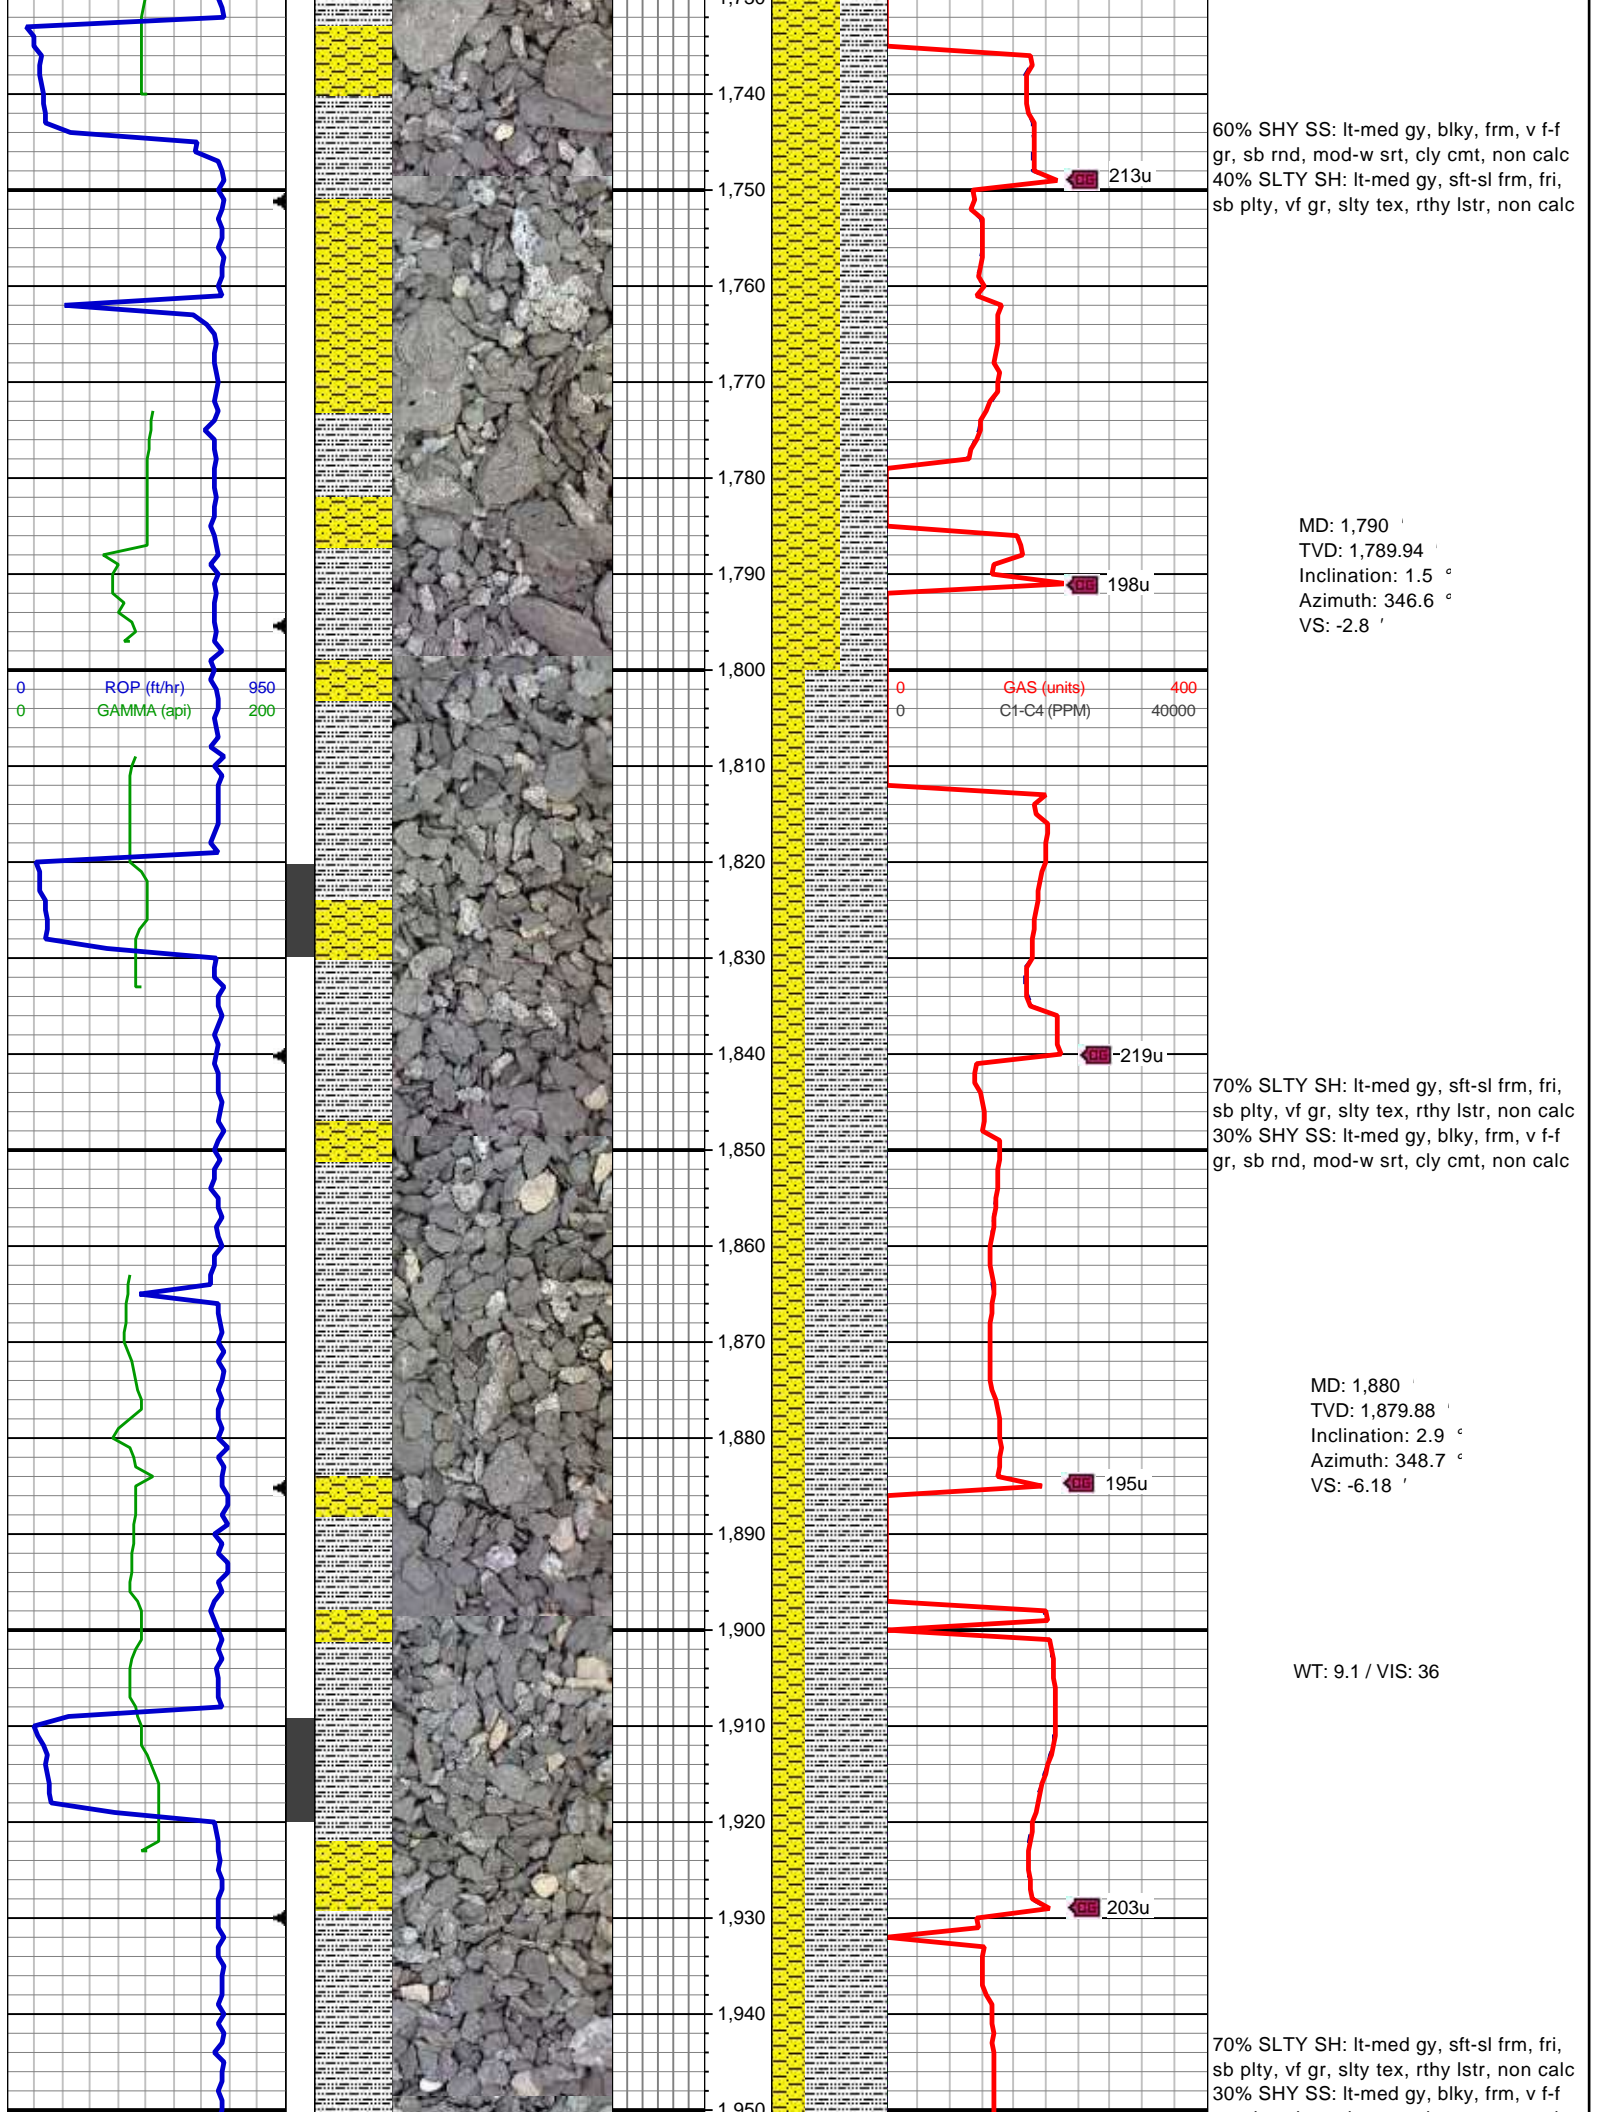 1,740
60% SHY SS: lt-med gy, blky, frm, v f-f
gr, sb rnd, mod-w srt, cly cmt, non calc
CG 213u
40% SLTY SH: lt-med gy, sft-sl frm, fri,
1,750
sb plty, vf gr, slty tex, rthy lstr, non calc
1,760
1,770
1,780
MD: 1,790 '
TVD: 1,789.94 '
1,790
Inclination: 1.5 °
CG 198u
Azimuth: 346.6 °
VS: -2.8 '
1,800
0 ROP (ft/hr) 950
0 GAS (units) 400
0 GAMMA (api) 200
0 C1-C4 (PPM) 40000
1,810
1,820
1,830
1,840
CG 219u
70% SLTY SH: lt-med gy, sft-sl frm, fri,
sb plty, vf gr, slty tex, rthy lstr, non calc
30% SHY SS: lt-med gy, blky, frm, v f-f
1,850
gr, sb rnd, mod-w srt, cly cmt, non calc
1,860
1,870
MD: 1,880 '
TVD: 1,879.88 '
1,880
Inclination: 2.9 °
Azimuth: 348.7 °
CG 195u
VS: -6.18 '
1,890
1,900
WT: 9.1 / VIS: 36
1,910
1,920
CG 203u
1,930
1,940
70% SLTY SH: lt-med gy, sft-sl frm, fri,
sb plty, vf gr, slty tex, rthy lstr, non calc
30% SHY SS: lt-med gy, blky, frm, v f-f
1,950